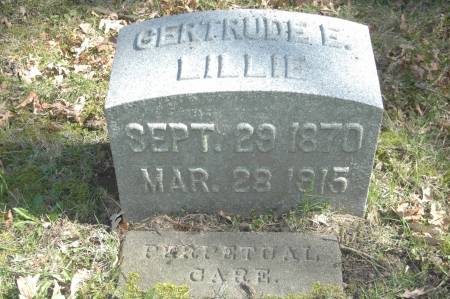 GERTRUDE E.
LILLIE
SEPT. 29 1870
MAR. 28 1915
PERPETUAL
CARE.